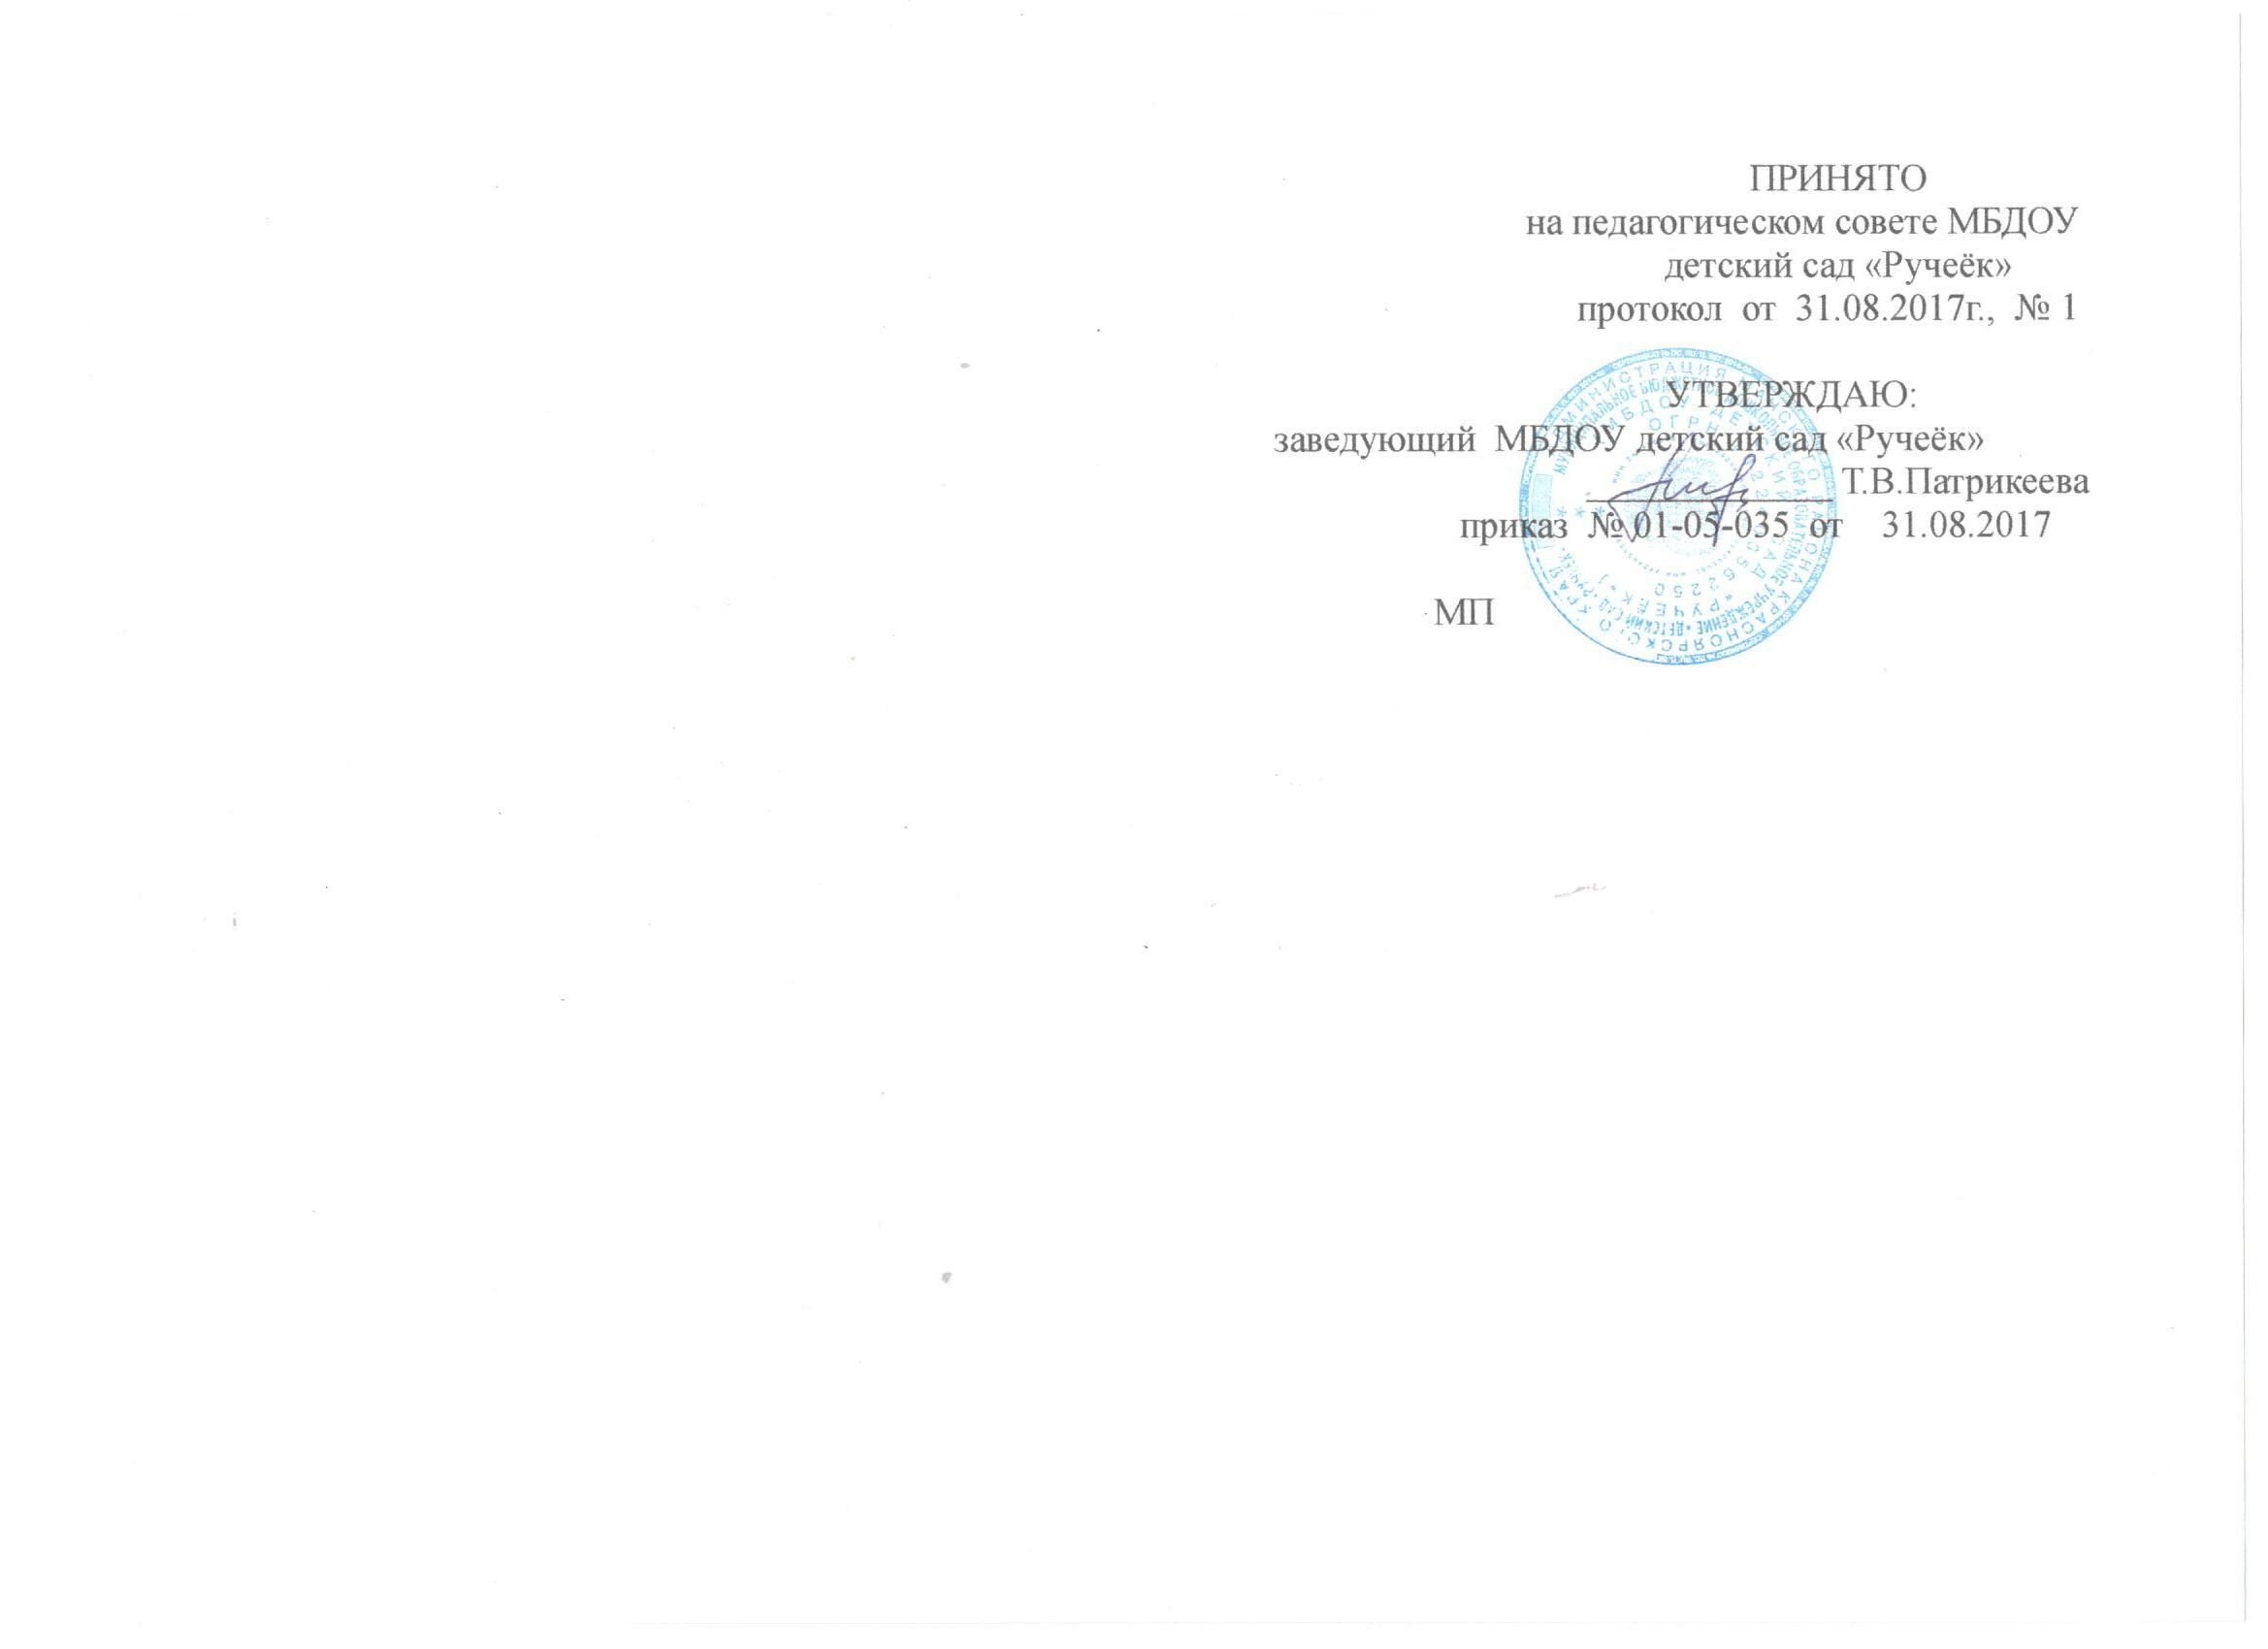 ПРИНЯТО
на педагогическом совете МБДОУ
детский сад «Ручеёк»
протокол от 31.08.2017г., № 1
УТВЕРЖДАЮ:
заведующий МБДОУ детский сад «Ручеёк»
Т.В.Патрикеева
приказ № 01-05-035 от 31.08.2017
МП